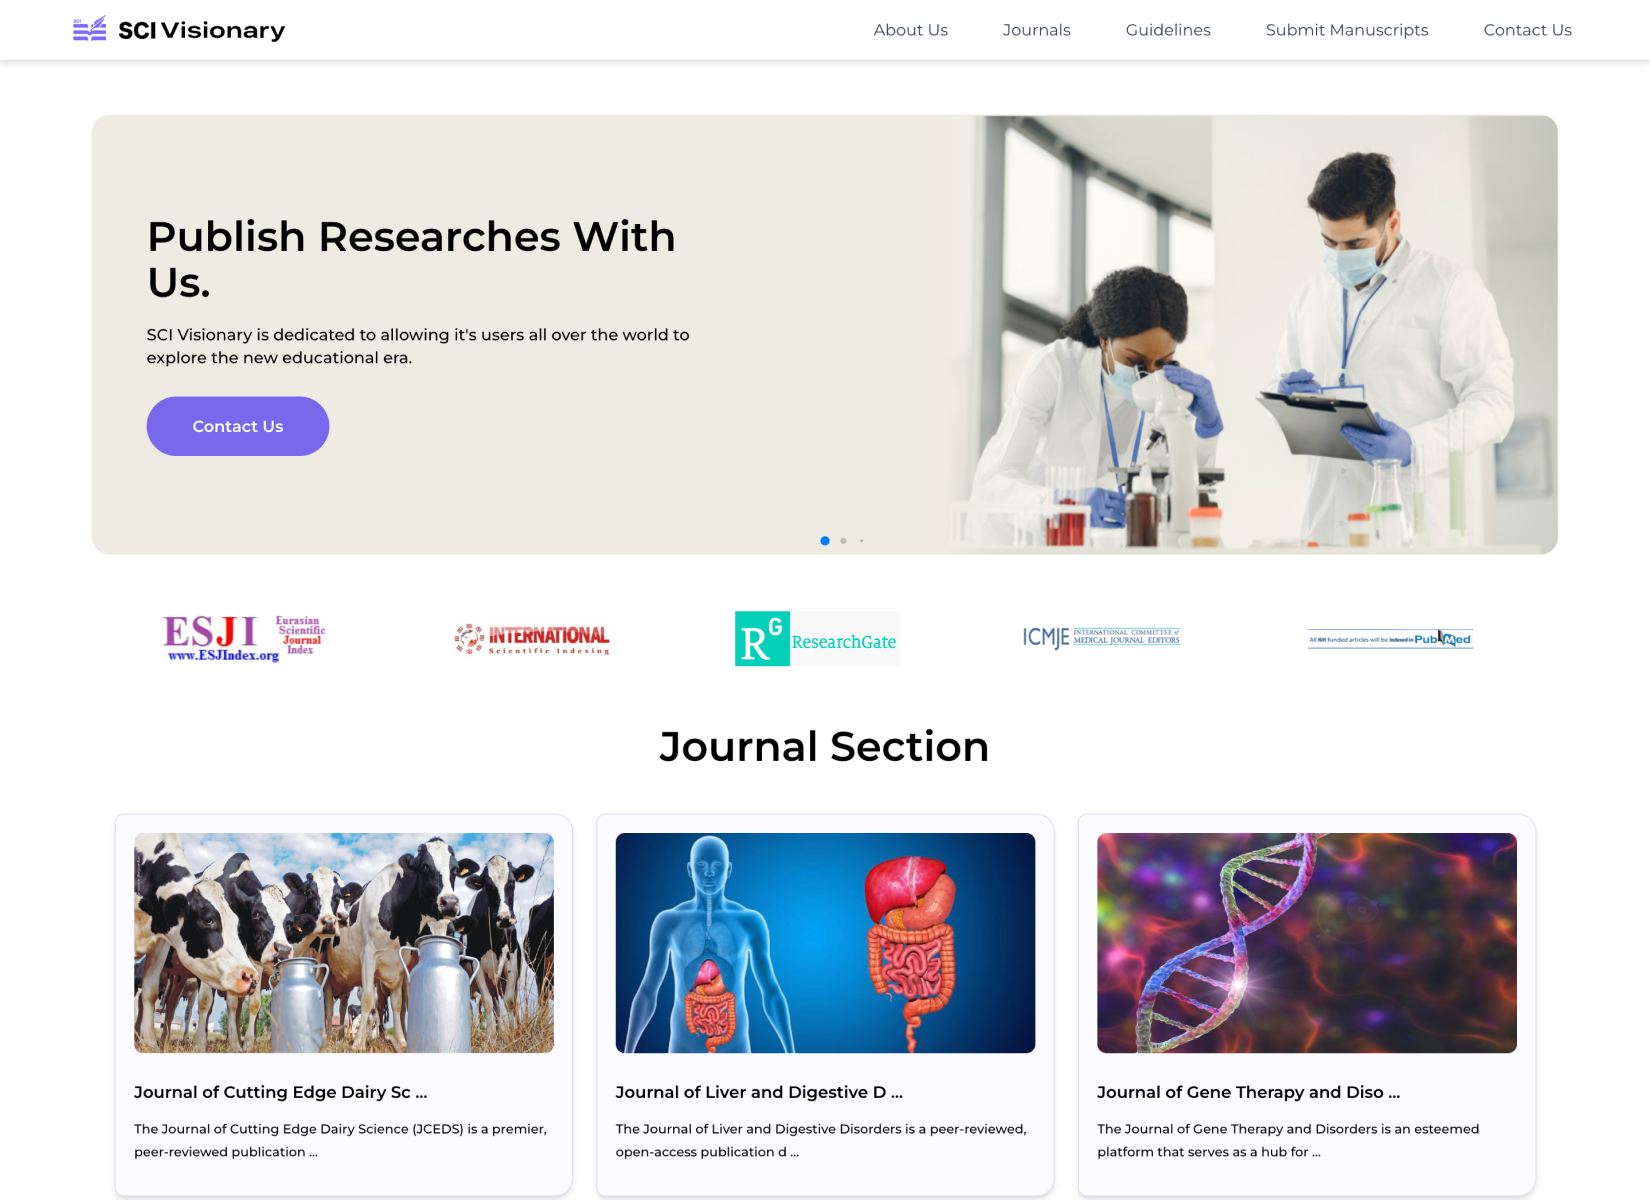 SCI
SCI Visionary
About Us
Journals
Guidelines
Submit Manuscripts
Contact Us
Publish Researches With
Us.
SCI Visionary is dedicated to allowing it's users all over the world to
explore the new educational era.
Contact Us
ESJI Eurasian
Scientific
Journal
Index
www.ESJIndex.org
INTERNATIONAL
Scientific Indexing
RG ResearchGate
ICMJE INTERNATIONAL COMMITTEE of
MEDICAL JOURNAL EDITORS
All NIH funded articles will be indexed in PubMed
Journal Section
Journal of Cutting Edge Dairy Sc ...
The Journal of Cutting Edge Dairy Science (JCEDS) is a premier,
peer-reviewed publication ...
Journal of Liver and Digestive D ...
The Journal of Liver and Digestive Disorders is a peer-reviewed,
open-access publication d ...
Journal of Gene Therapy and Diso ...
The Journal of Gene Therapy and Disorders is an esteemed
platform that serves as a hub for ...